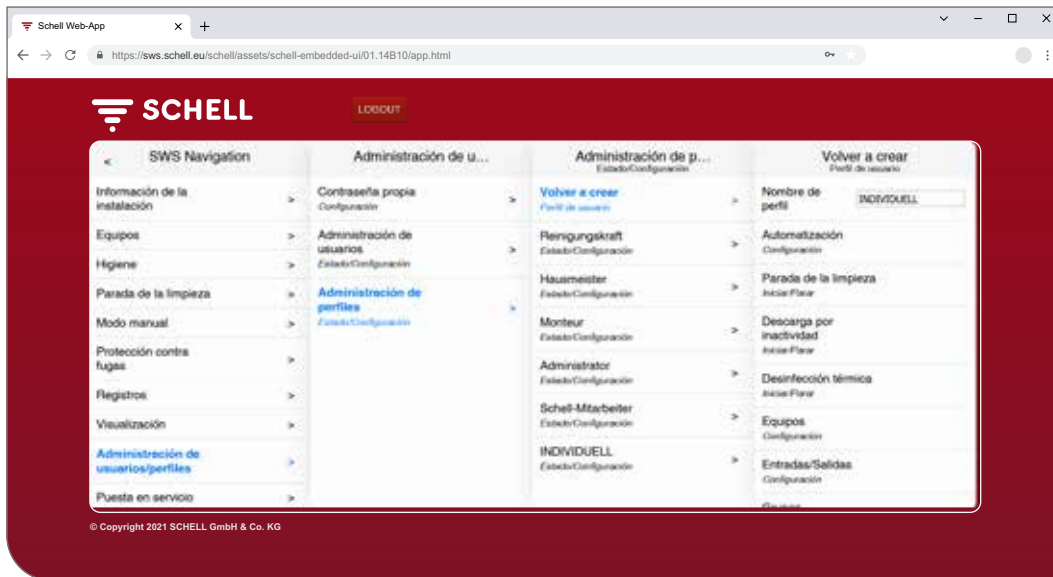 Schell Web-App
https://sws.schell.eu/schell/assets/schell-embedded-ui/01.14B10/app.html
SCHELL
LOGOUT
SWS Navigation
Información de la
instalación
Equipos
Higiene
Parada de la limpieza
Modo manual
Protección contra
fugas
Registros
Visualización
Administración de
usuarios/perfiles
Puesta en servicio
Administración de u...
Contraseña propia
Configuración
Administración de
usuarios
Estado/Configuración
Administración de
perfiles
Estado/Configuración
Administración de p...
Estado/Configuración
Volver a crear
Perfil de usuario
Reinigungskraft
Estado/Configuración
Hausmeister
Estado/Configuración
Monteur
Estado/Configuración
Administrator
Estado/Configuración
Schell-Mitarbeiter
Estado/Configuración
INDIVIDUELL
Estado/Configuración
Volver a crear
Perfil de usuario
Nombre de
perfil
INDIVIDUELL
Automatización
Configuración
Parada de la limpieza
Iniciar/Parar
Descarga por
inactividad
Iniciar/Parar
Desinfección térmica
Iniciar/Parar
Equipos
Configuración
Entradas/Salidas
Configuración
© Copyright 2021 SCHELL GmbH & Co. KG